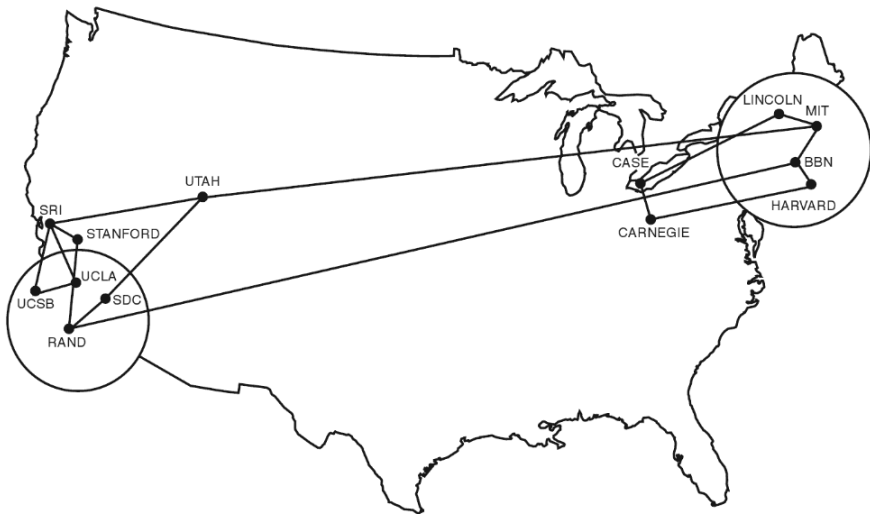 LINCOLN
MIT
CASE
BBN
UTAH
HARVARD
SRI
STANFORD
CARNEGIE
UCLA
UCSB
SDC
RAND